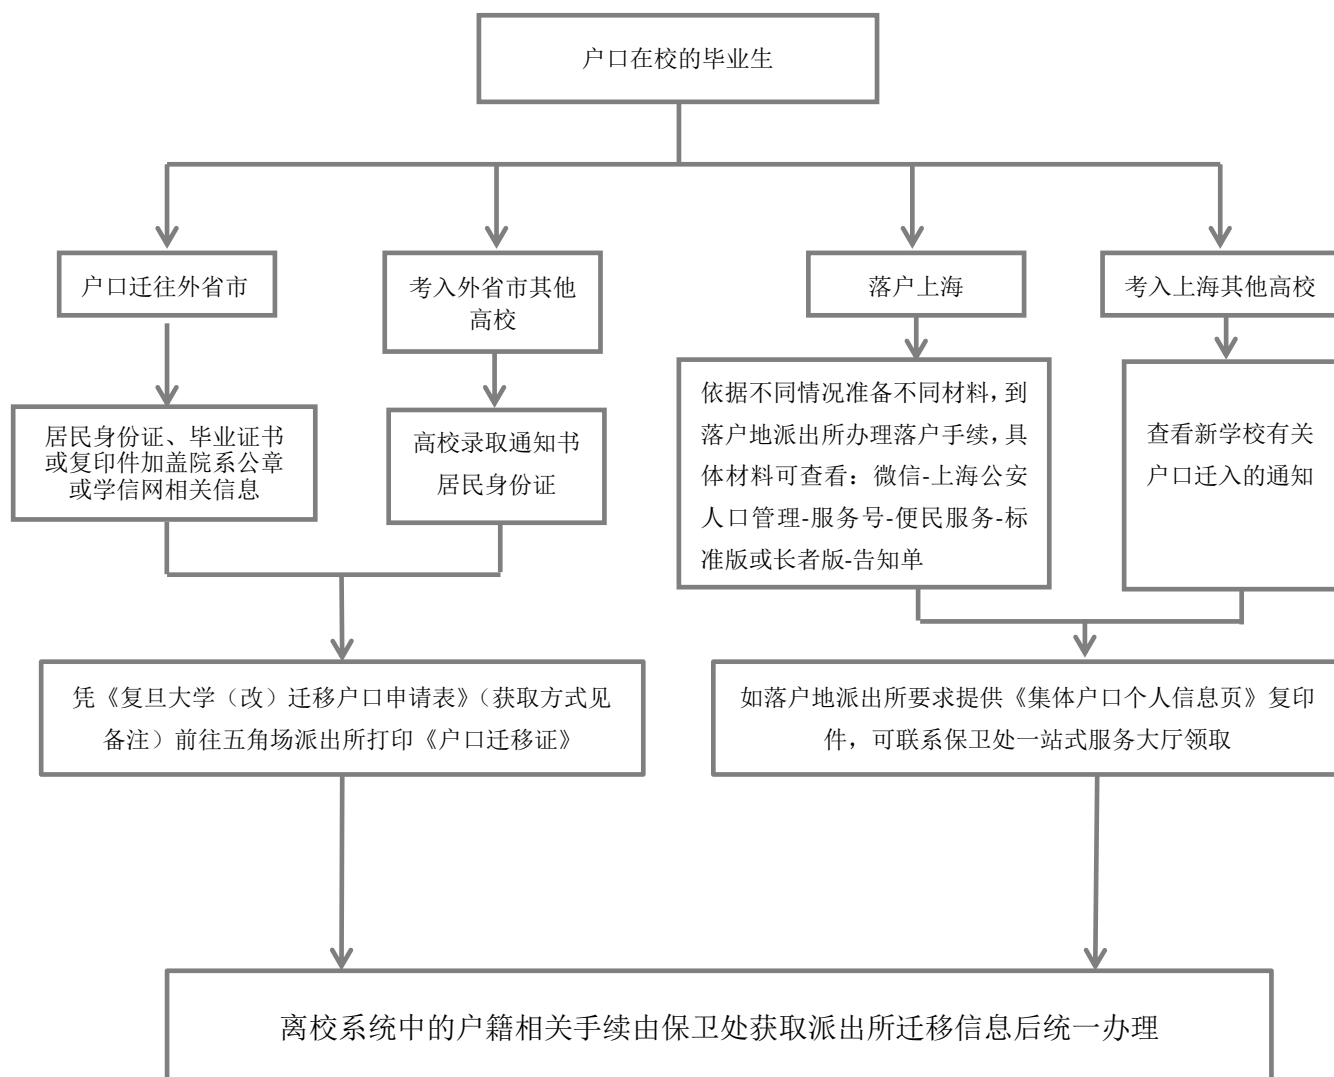 户口在校的毕业生
户口迁往外省市
考入外省市其他
高校
落户上海
考入上海其他高校
居民身份证、毕业证书
或复印件加盖院系公章
或学信网相关信息
高校录取通知书
居民身份证
依据不同情况准备不同材料，到
落户地派出所办理落户手续，具
体材料可查看：微信-上海公安
人口管理-服务号-便民服务-标
准版或长者版-告知单
查看新学校有关
户口迁入的通知
凭《复旦大学（改）迁移户口申请表》（获取方式见
备注）前往五角场派出所打印《户口迁移证》
如落户地派出所要求提供《集体户口个人信息页》复印
件，可联系保卫处一站式服务大厅领取
离校系统中的户籍相关手续由保卫处获取派出所迁移信息后统一办理